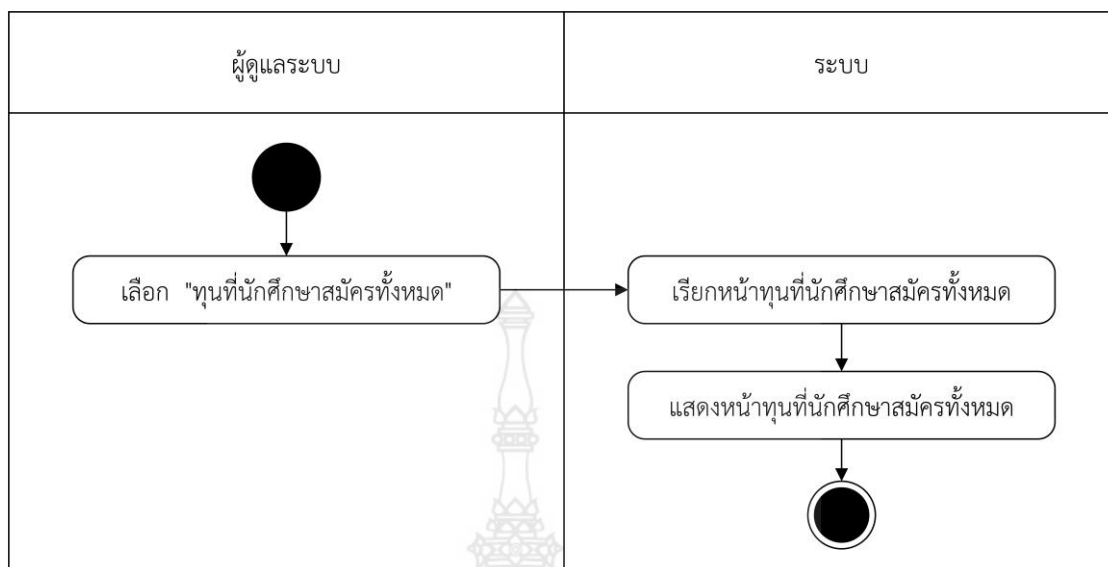 ผู้ดูแลระบบ
ระบบ
เลือก "ทุนที่นักศึกษาสมัครทั้งหมด"
เรียกหน้าทุนที่นักศึกษาสมัครทั้งหมด
แสดงหน้าทุนที่นักศึกษาสมัครทั้งหมด